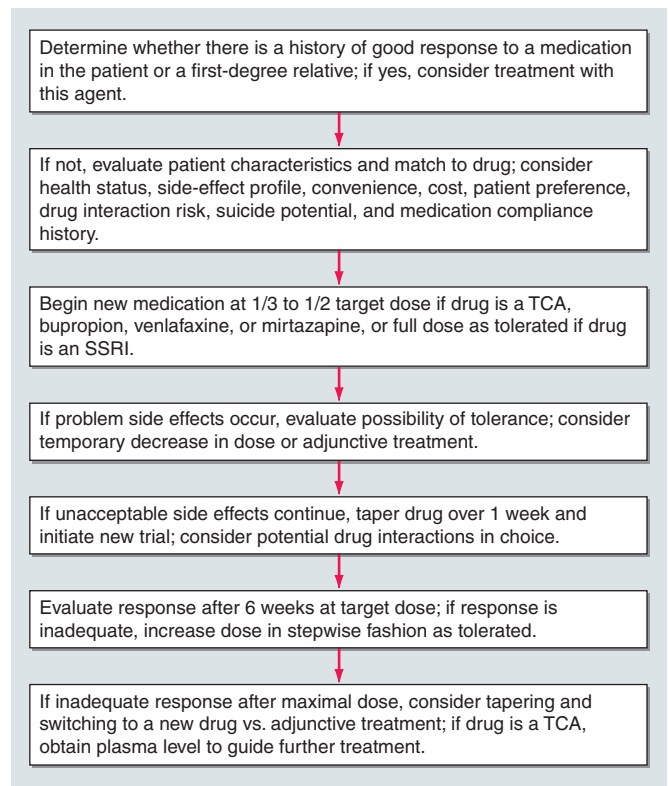 Determine whether there is a history of good response to a medication
in the patient or a first-degree relative; if yes, consider treatment with
this agent.
If not, evaluate patient characteristics and match to drug; consider
health status, side-effect profile, convenience, cost, patient preference,
drug interaction risk, suicide potential, and medication compliance
history.
Begin new medication at 1/3 to 1/2 target dose if drug is a TCA,
bupropion, venlafaxine, or mirtazapine, or full dose as tolerated if drug
is an SSRI.
If problem side effects occur, evaluate possibility of tolerance; consider
temporary decrease in dose or adjunctive treatment.
If unacceptable side effects continue, taper drug over 1 week and
initiate new trial; consider potential drug interactions in choice.
Evaluate response after 6 weeks at target dose; if response is
inadequate, increase dose in stepwise fashion as tolerated.
If inadequate response after maximal dose, consider tapering and
switching to a new drug vs. adjunctive treatment; if drug is a TCA,
obtain plasma level to guide further treatment.